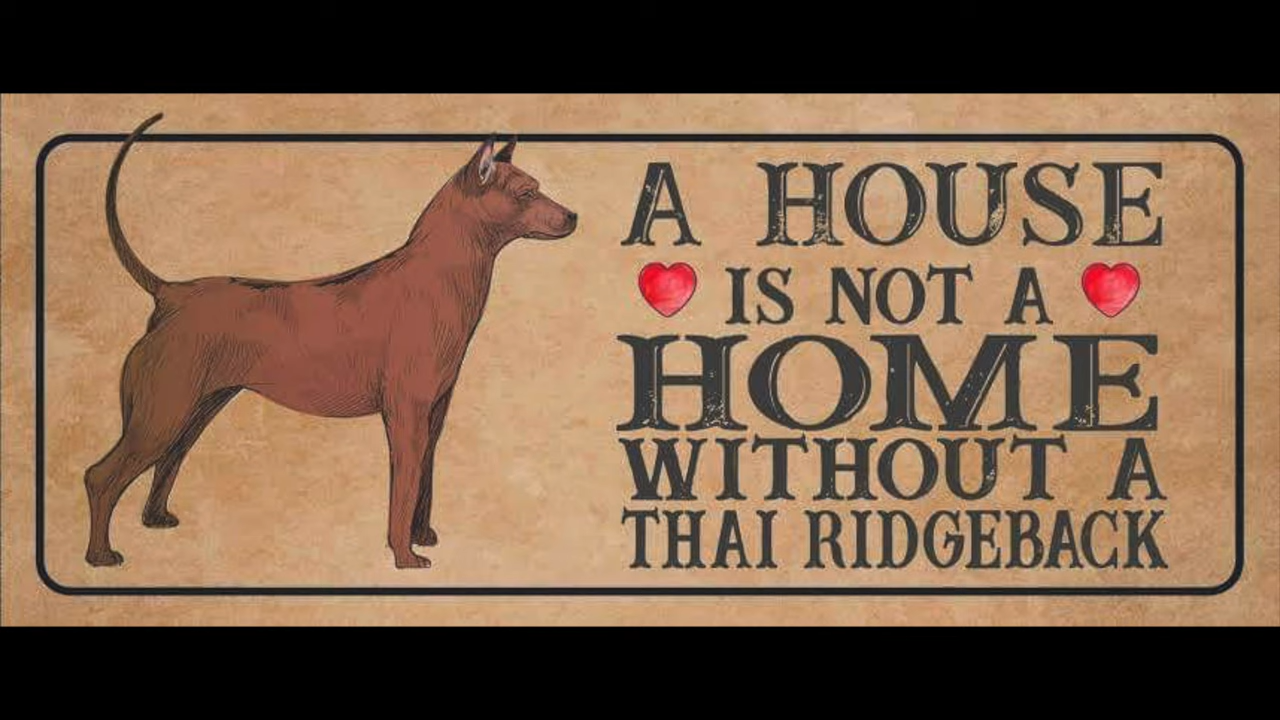 A HOUSE
IS NOT A
HOME
WITHOUT A
THAI RIDGEBACK